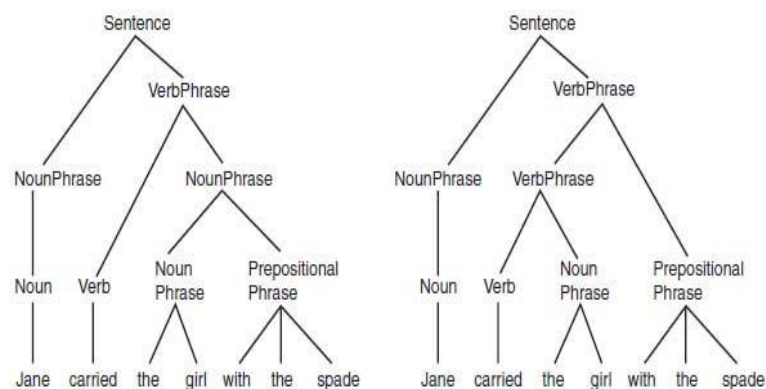 Sentence Sentence
VerbPhrase VerbPhrase
NounPhrase NounPhrase NounPhrase VerbPhrase
Noun Verb Noun Phrase Prepositional Phrase Noun Verb Noun Phrase Prepositional Phrase
Jane carried the girl with the spade Jane carried the girl with the spade